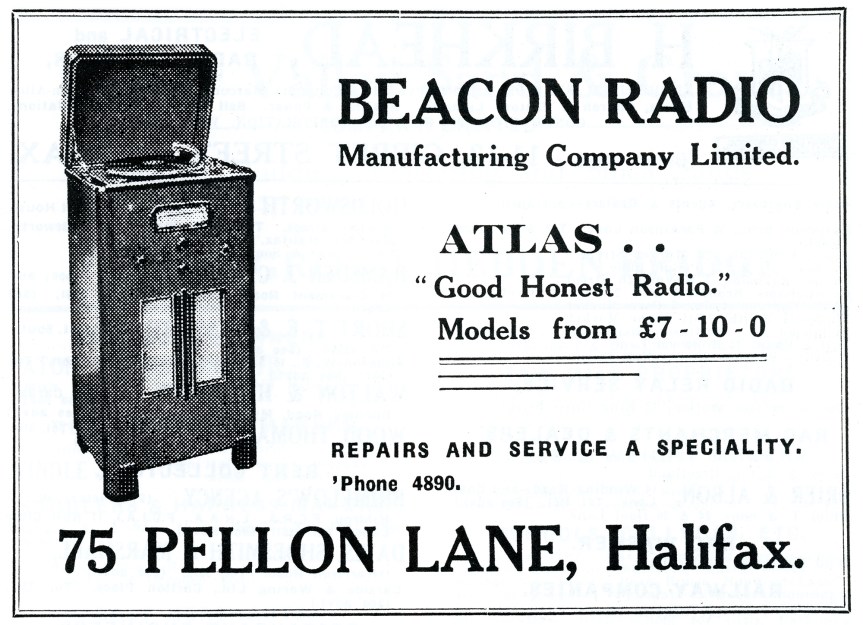 BEACON RADIO
Manufacturing Company Limited.
ATLAS . .
"Good Honest Radio."
Models from £7 - 10 - 0
REPAIRS AND SERVICE A SPECIALITY.
'Phone 4890.
75 PELLON LANE, Halifax.